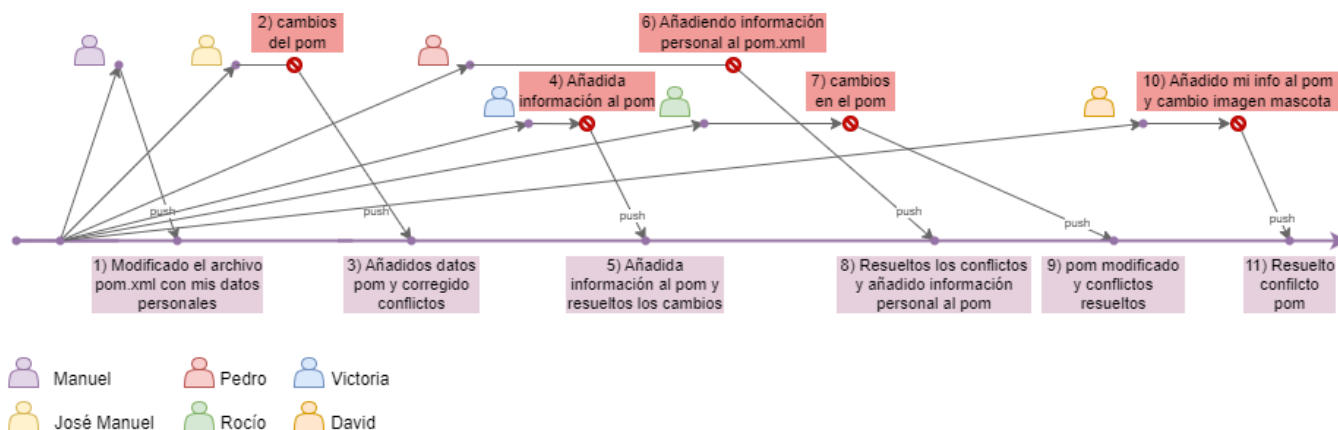 2) cambios
del pom
6) Añadiendo información
personal al pom.xml
4) Añadida
información al pom
7) cambios
en el pom
10) Añadido mi info al pom
y cambio imagen mascota
push
push
push
push
push
push
1) Modificado el archivo
pom.xml con mis datos
personales
3) Añadidos datos
pom y corregido
conflictos
5) Añadida
información al pom y
resueltos los cambios
8) Resueltos los conflictos
y añadido información
personal al pom
9) pom modificado
y conflictos
resueltos
11) Resuelto
confilcto
pom
Manuel
Pedro
Victoria
José Manuel
Rocío
David